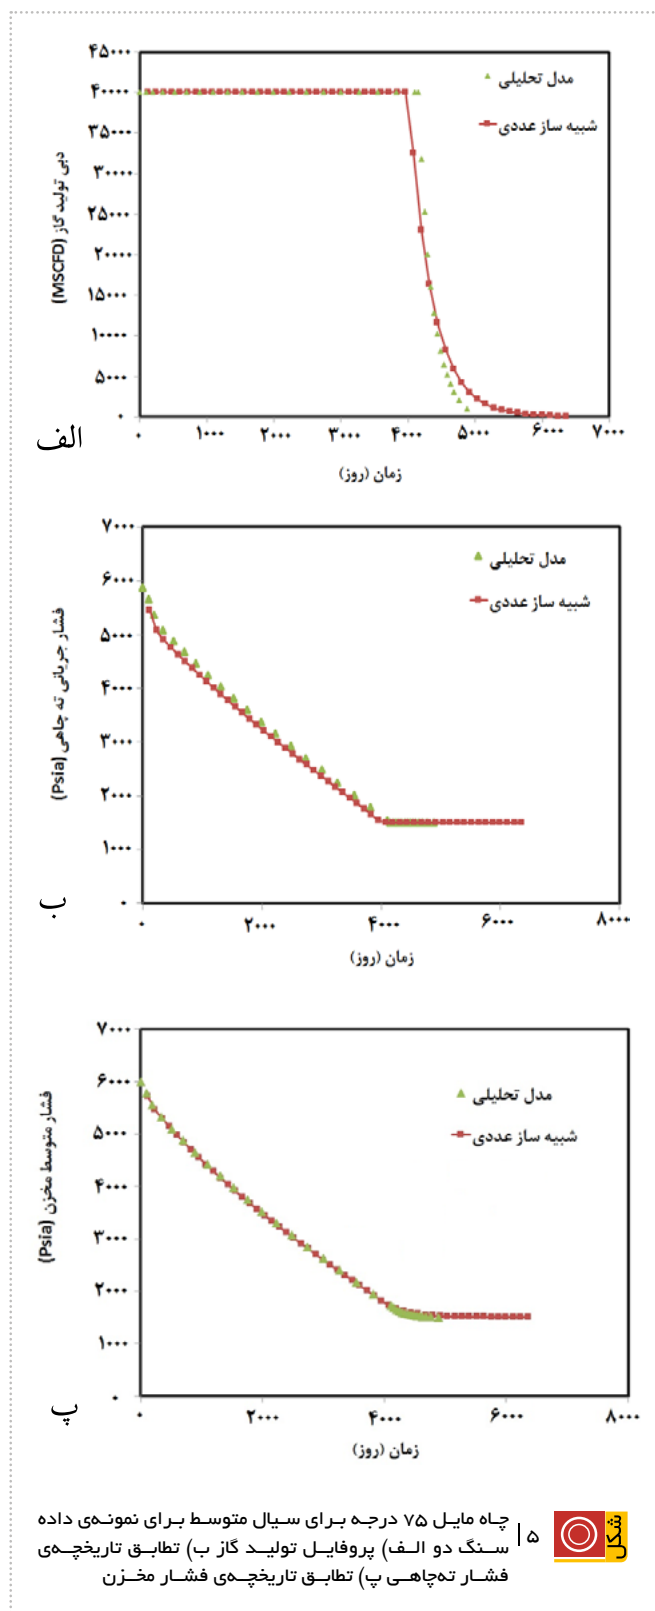 ۴۵۰۰۰
۴۰۰۰۰
۳۵۰۰۰
۳۰۰۰۰
۲۵۰۰۰
۲۰۰۰۰
۱۵۰۰۰
۱۰۰۰۰
۵۰۰۰
۰
دبی تولید گاز (MSCFD)
مدل تحلیلی
شبیه ساز عددی
۰ ۱۰۰۰ ۲۰۰۰ ۳۰۰۰ ۴۰۰۰ ۵۰۰۰ ۶۰۰۰ ۷۰۰۰
زمان (روز)
الف
۷۰۰۰
۶۰۰۰
۵۰۰۰
۴۰۰۰
۳۰۰۰
۲۰۰۰
۱۰۰۰
۰
فشار جریانی ته چاهی (Psia)
مدل تحلیلی
شبیه ساز عددی
۰ ۲۰۰۰ ۴۰۰۰ ۶۰۰۰ ۸۰۰۰
زمان (روز)
ب
۷۰۰۰
۶۰۰۰
۵۰۰۰
۴۰۰۰
۳۰۰۰
۲۰۰۰
۱۰۰۰
۰
فشار متوسط مخزن (Psia)
مدل تحلیلی
شبیه ساز عددی
۰ ۲۰۰۰ ۴۰۰۰ ۶۰۰۰ ۸۰۰۰
زمان (روز)
پ
شکل
۵
چاه مایل ۷۵ درجه برای سیال متوسط برای نمونه‌ی داده
سنگ دو الف) پروفایل تولید گاز ب) تطابق تاریخچه‌ی
فشار ته‌چاهی پ) تطابق تاریخچه‌ی فشار مخزن